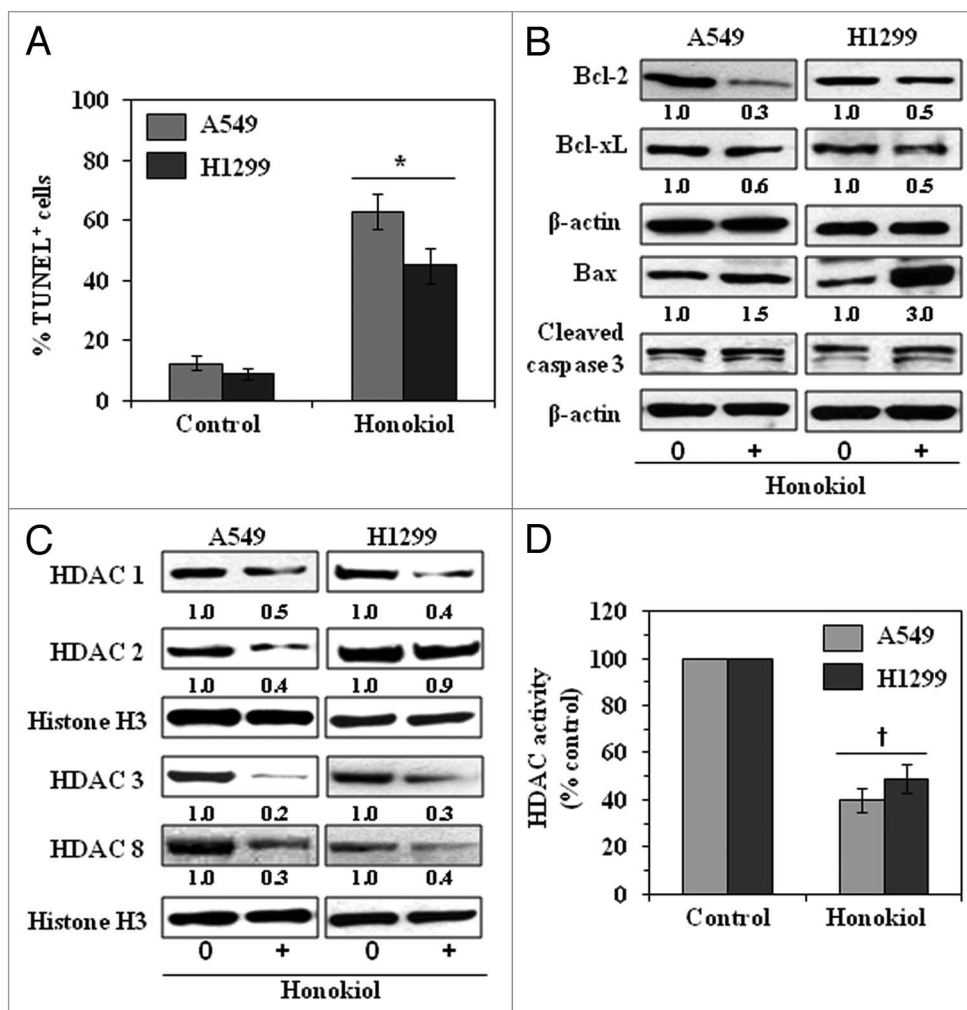 A
% TUNEL+ cells
100
80
60
40
20
0
A549
H1299
*
Control Honokiol
B
A549 H1299
Bcl-2
1.0 0.3 1.0 0.5
Bcl-xL
1.0 0.6 1.0 0.5
β-actin
Bax
1.0 1.5 1.0 3.0
Cleaved
caspase 3
β-actin
0 + 0 +
Honokiol
C
A549 H1299
HDAC 1
1.0 0.5 1.0 0.4
HDAC 2
1.0 0.4 1.0 0.9
Histone H3
HDAC 3
1.0 0.2 1.0 0.3
HDAC 8
1.0 0.3 1.0 0.4
Histone H3
0 + 0 +
Honokiol
D
HDAC activity
(% control)
120
100
80
60
40
20
0
A549
H1299
†
Control Honokiol